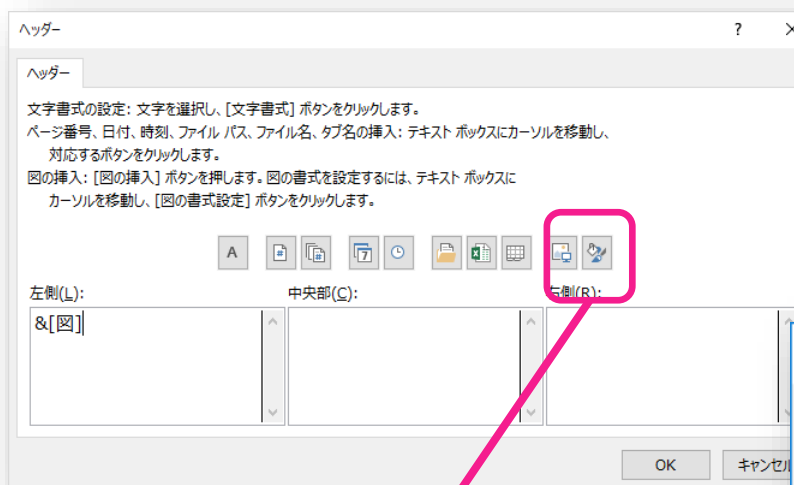 ヘッダー
?
ヘッダー
文字書式の設定: 文字を選択し、[文字書式] ボタンをクリックします。
ページ番号、日付、時刻、ファイル パス、ファイル名、タブ名の挿入: テキスト ボックスにカーソルを移動し、
対応するボタンをクリックします。
図の挿入: [図の挿入] ボタンを押します。図の書式を設定するには、テキスト ボックスに
カーソルを移動し、[図の書式設定] ボタンをクリックします。
A # # 7
左側(L): 中央部(C): 右側(R):
&[図]
OK キャンセル